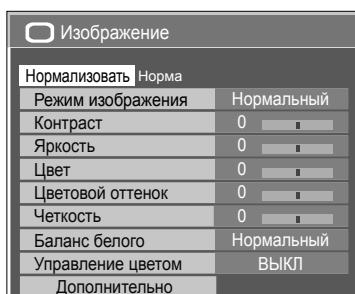 Изображение
Нормализовать Норма
Режим изображения Нормальный
Контраст 0
Яркость 0
Цвет 0
Цветовой оттенок 0
Четкость 0
Баланс белого Нормальный
Управление цветом ВЫКЛ
Дополнительно